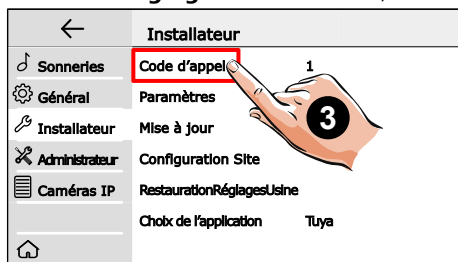 Installateur
Sonneries
Général
Installateur
Administrateur
Caméras IP
Code d'appel 1
Paramètres
Mise à jour
Configuration Site
RestaurationRéglagesUsine
Choix de l'application Tuya
3